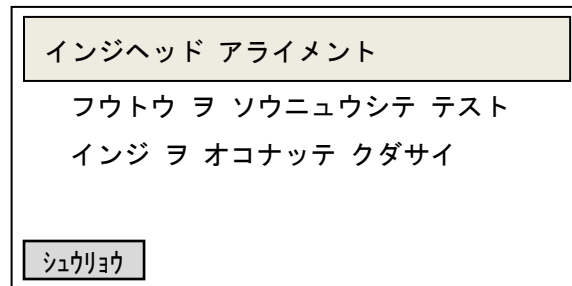 インジヘッド アライメント
フウトウ ヲ ソウニュウシテ テスト
インジ ヲ オコナッテ クダサイ
ｼｭｳﾘｮｳ